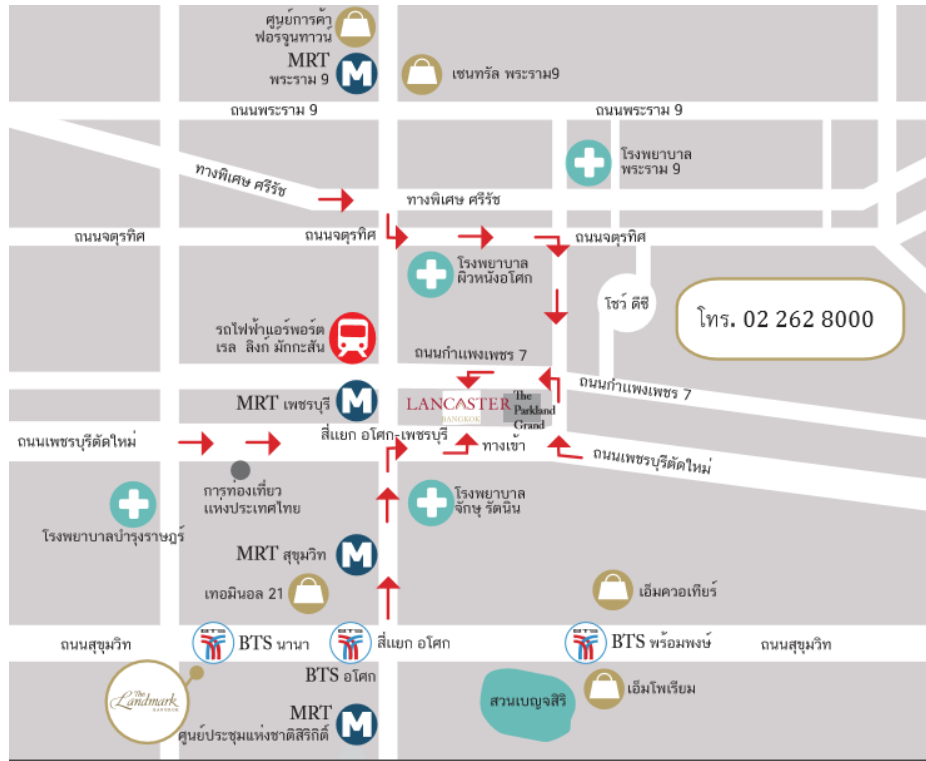 ศูนย์การค้า
ฟอร์จูนทาวน์
MRT
พระราม 9
เซนทรัล พระราม9
ถนนพระราม 9
ถนนพระราม 9
โรงพยาบาล
พระราม 9
ทางพิเศษ ศรีรัช
ทางพิเศษ ศรีรัช
ถนนจตุรทิศ
ถนนจตุรทิศ
ถนนจตุรทิศ
โรงพยาบาล
ผิวหนังอโศก
โชว์ ดีซี
โทร. 02 262 8000
รถไฟฟ้าแอร์พอร์ต
เรล ลิงก์ มักกะสัน
ถนนกำแพงเพชร 7
ถนนกำแพงเพชร 7
MRT เพชรบุรี
LANCASTER
BANGKOK
The
Parkland
Grand
ถนนเพชรบุรีตัดใหม่
สี่แยก อโศก-เพชรบุรี
ทางเข้า
ถนนเพชรบุรีตัดใหม่
การท่องเที่ยว
แห่งประเทศไทย
โรงพยาบาล
จักษุ รัตนิน
โรงพยาบาลบำรุงราษฎร์
MRT สุขุมวิท
เทอมินอล 21
เอ็มควอเทียร์
ถนนสุขุมวิท
BTS
BTS นานา
BTS
สี่แยก อโศก
BTS
BTS พร้อมพงษ์
ถนนสุขุมวิท
BTS อโศก
The
Landmark
BANGKOK
สวนเบญจสิริ
เอ็มโพเรียม
MRT
ศูนย์ประชุมแห่งชาติสิริกิติ์